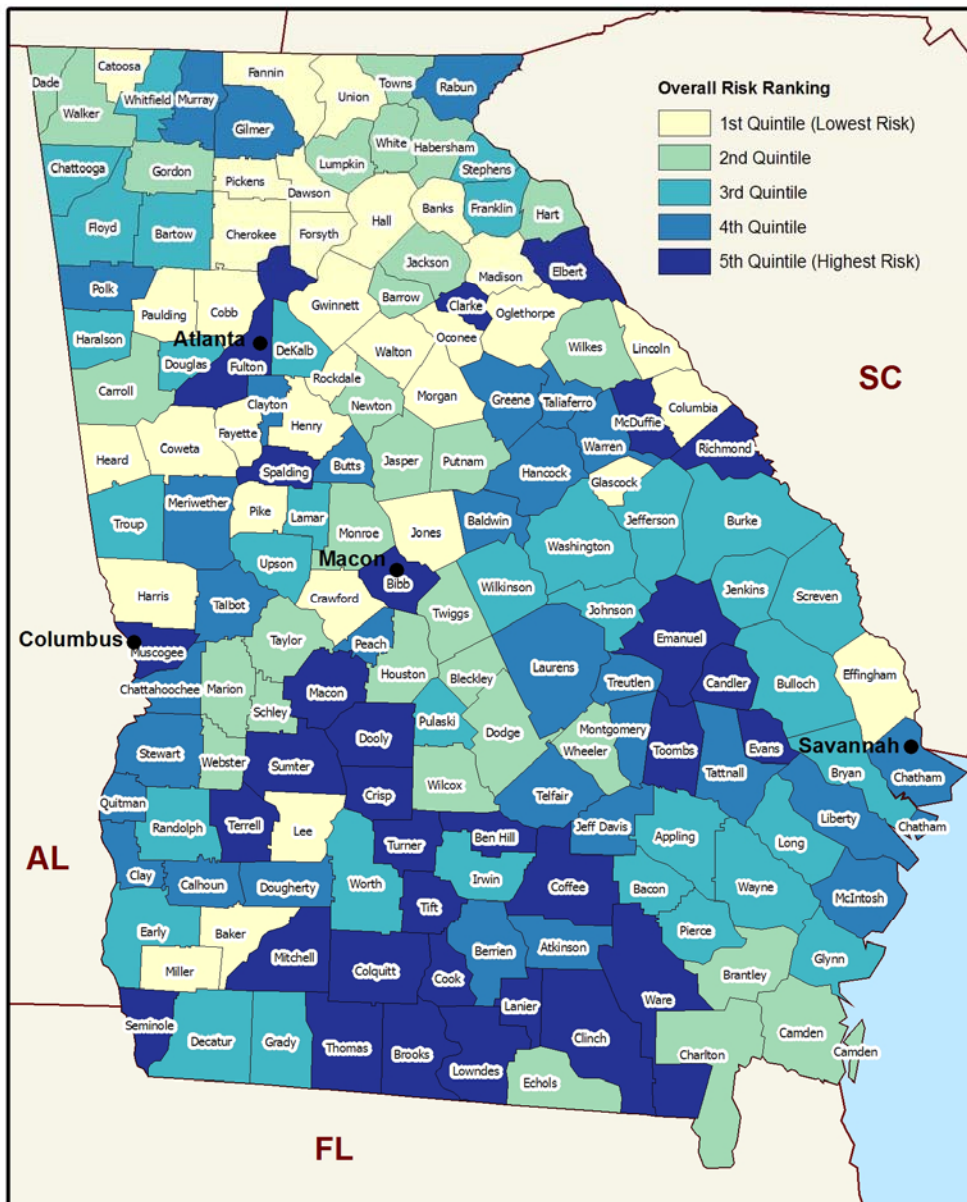 Overall Risk Ranking
1st Quintile (Lowest Risk)
2nd Quintile
3rd Quintile
4th Quintile
5th Quintile (Highest Risk)
Dade
Catoosa
Fannin
Towns
Rabun
Walker
Whitfield
Murray
Union
Gilmer
White
Habersham
Chattooga
Gordon
Lumpkin
Stephens
Pickens
Dawson
Floyd
Bartow
Cherokee
Forsyth
Hall
Banks
Franklin
Hart
Jackson
Madison
Elbert
Polk
Paulding
Cobb
Gwinnett
Barrow
Clarke
Oglethorpe
Haralson
Atlanta
DeKalb
Oconee
Walton
Wilkes
Lincoln
Douglas
Fulton
Rockdale
SC
Carroll
Clayton
Newton
Morgan
Greene
Taliaferro
Columbia
Fayette
Henry
McDuffie
Heard
Coweta
Warren
Richmond
Spalding
Butts
Jasper
Putnam
Hancock
Glascock
Troup
Meriwether
Pike
Lamar
Monroe
Jones
Baldwin
Jefferson
Burke
Washington
Upson
Macon
Bibb
Wilkinson
Harris
Talbot
Crawford
Jenkins
Screven
Twiggs
Johnson
Columbus
Muscogee
Taylor
Peach
Emanuel
Houston
Laurens
Effingham
Chattahoochee
Marion
Macon
Bleckley
Treutlen
Candler
Bulloch
Schley
Pulaski
Dodge
Montgomery
Stewart
Webster
Dooly
Wheeler
Toombs
Evans
Savannah
Sumter
Wilcox
Tattnall
Bryan
Chatham
Quitman
Crisp
Telfair
Randolph
Terrell
Lee
Jeff Davis
Liberty
Chatham
AL
Turner
Ben Hill
Appling
Long
Clay
Calhoun
Dougherty
Worth
Irwin
Coffee
Bacon
Wayne
McIntosh
Tift
Early
Baker
Pierce
Mitchell
Berrien
Atkinson
Glynn
Miller
Colquitt
Cook
Brantley
Lanier
Ware
Seminole
Decatur
Grady
Thomas
Brooks
Clinch
Camden
Lowndes
Charlton
Camden
Echols
FL